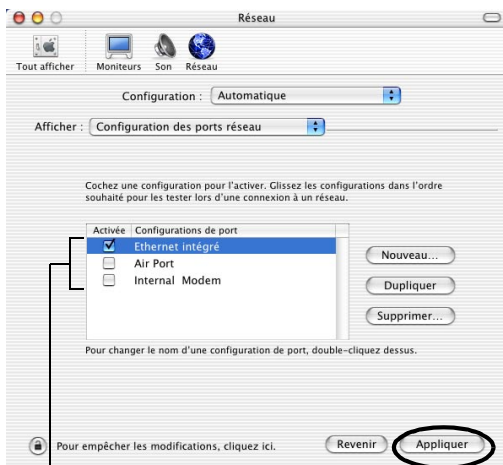 Réseau
Tout afficher Moniteurs Son Réseau
Configuration : Automatique
Afficher : Configuration des ports réseau
Cochez une configuration pour l'activer. Glissez les configurations dans l'ordre
souhaité pour les tester lors d'une connexion à un réseau.
Activée Configurations de port
Ethernet intégré
Air Port
Internal Modem
Nouveau...
Dupliquer
Supprimer...
Pour changer le nom d'une configuration de port, double-cliquez dessus.
Pour empêcher les modifications, cliquez ici.
Revenir
Appliquer